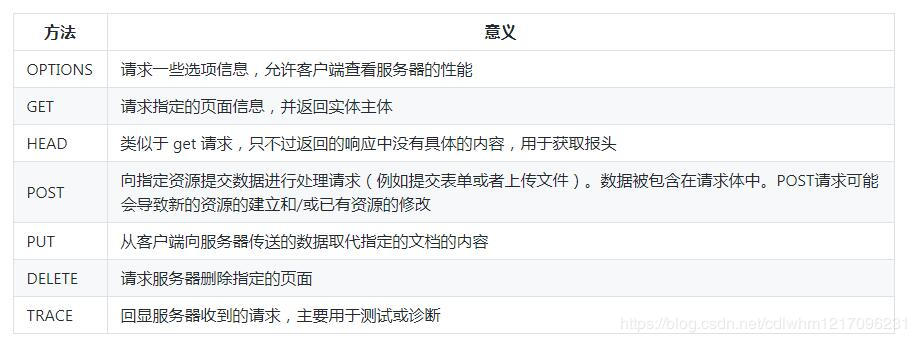 方法 意义
OPTIONS 请求一些选项信息，允许客户端查看服务器的性能
GET 请求指定的页面信息，并返回实体主体
HEAD 类似于 get 请求，只不过返回的响应中没有具体的内容，用于获取报头
POST 向指定资源提交数据进行处理请求（例如提交表单或者上传文件）。数据被包含在请求体中。POST请求可能
会导致新的资源的建立和/或已有资源的修改
PUT 从客户端向服务器传送的数据取代指定的文档的内容
DELETE 请求服务器删除指定的页面
TRACE 回显服务器收到的请求，主要用于测试或诊断
https://blog.csdn.net/cdlwhm1217096231